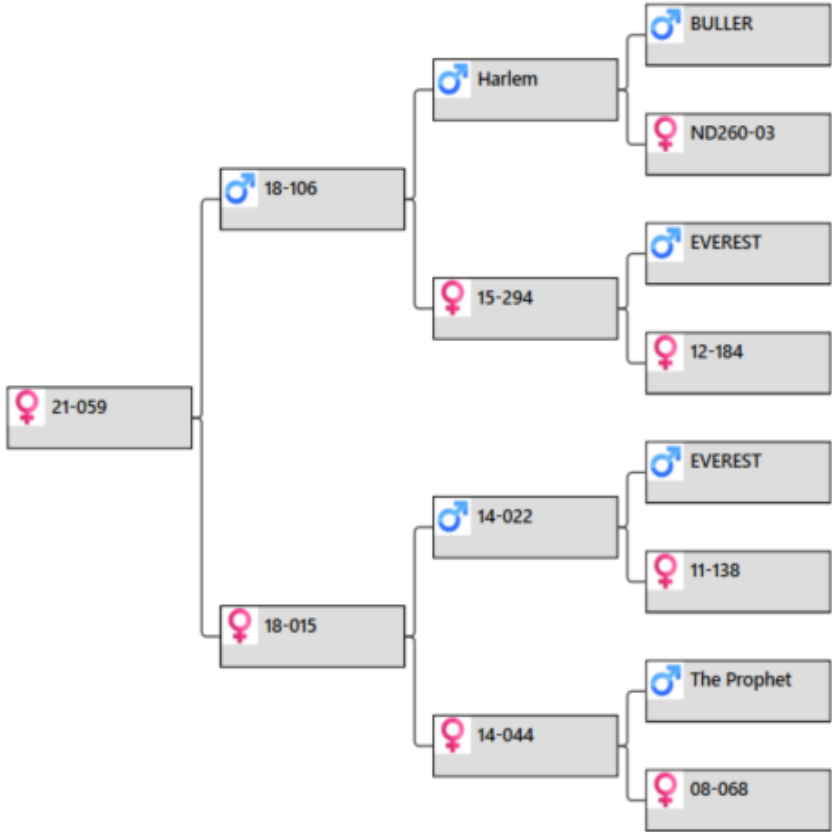 BULLER
Harlem
ND260-03
18-106
EVEREST
15-294
12-184
21-059
EVEREST
14-022
11-138
18-015
The Prophet
14-044
08-068